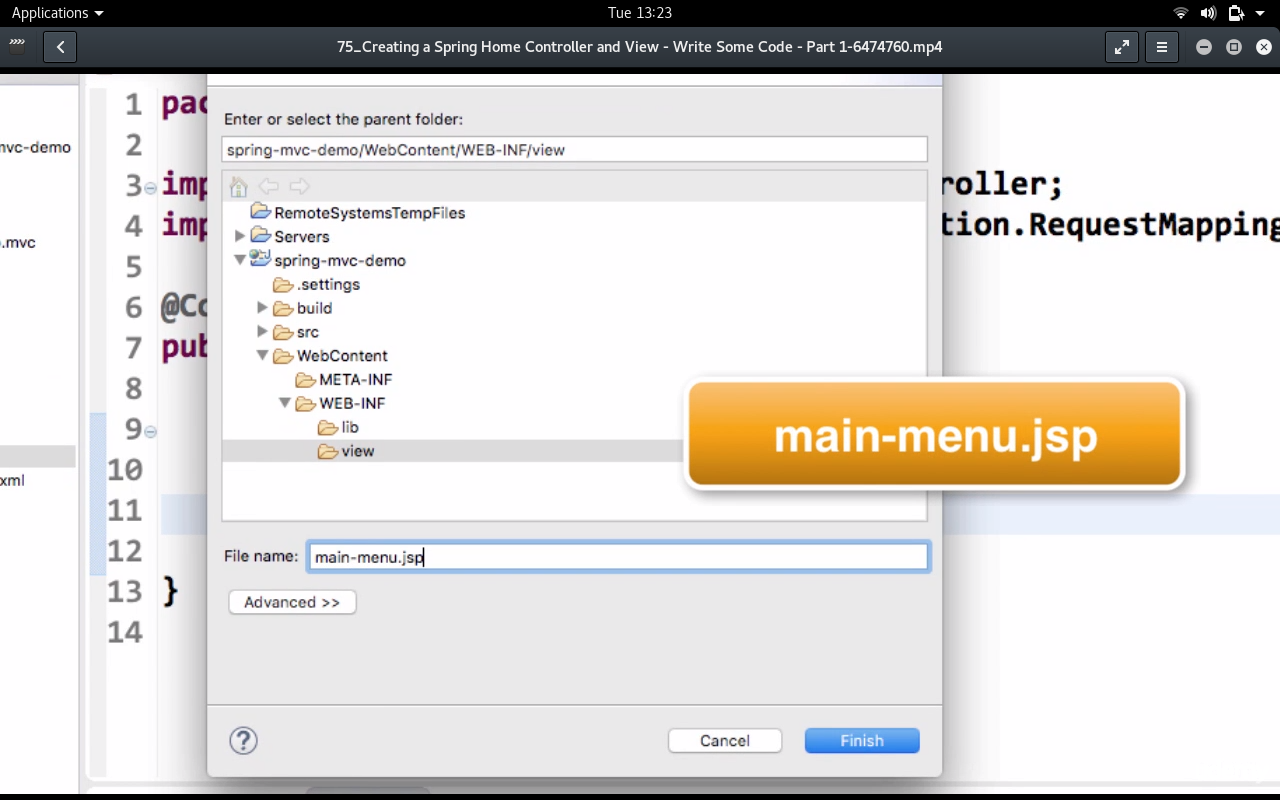 Applications
Tue 13:23
75_Creating a Spring Home Controller and View - Write Some Code - Part 1-6474760.mp4
nvc-demo
.mvc
xml
1 pac
2
3 imp roller;
4 imp tion.RequestMapping
5
6 @Co
7 pub
8
9
10
11
12
13 }
14
Enter or select the parent folder:
spring-mvc-demo/WebContent/WEB-INF/view
RemoteSystemsTempFiles
Servers
spring-mvc-demo
.settings
build
src
WebContent
META-INF
WEB-INF
lib
view
main-menu.jsp
File name: main-menu.jsp
Advanced >>
?
Cancel Finish